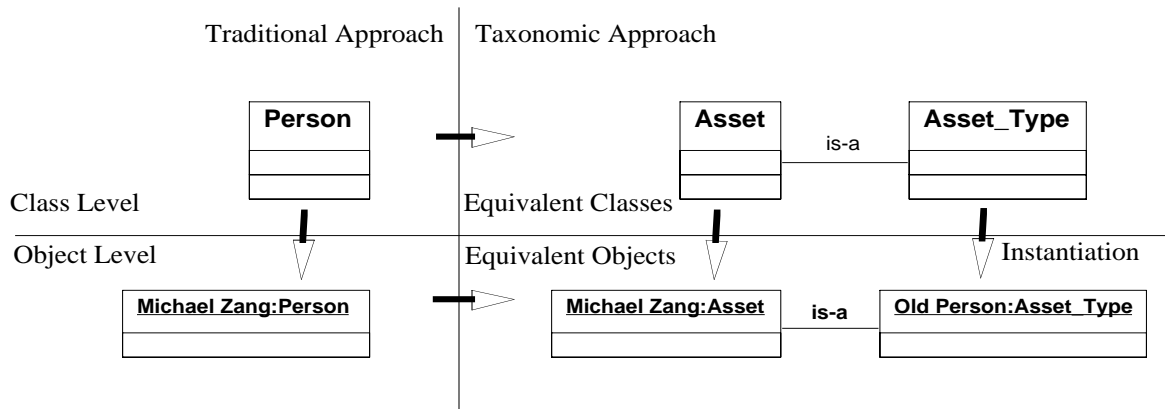 Traditional Approach
Taxonomic Approach
Person
Asset
Asset_Type
is-a
Class Level
Equivalent Classes
Object Level
Equivalent Objects
Instantiation
Michael Zang:Person
Michael Zang:Asset
is-a
Old Person:Asset_Type